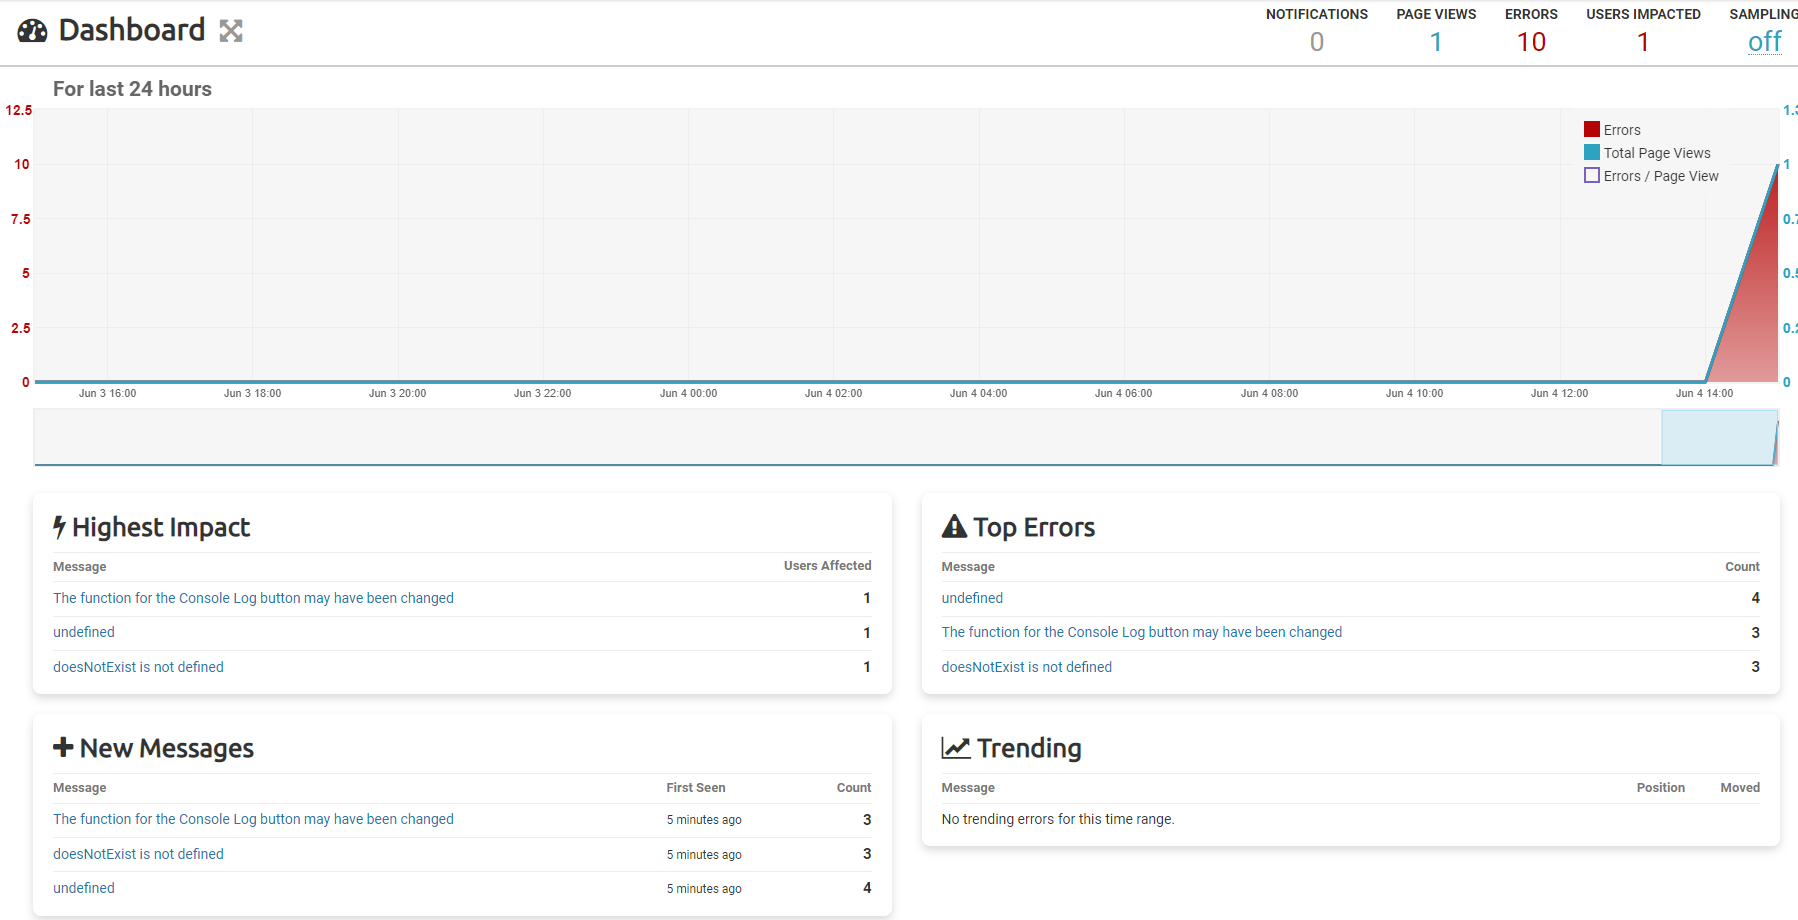 Dashboard
NOTIFICATIONS PAGE VIEWS ERRORS USERS IMPACTED SAMPLING
0 1 10 1 off
For last 24 hours
12.5
10
7.5
5
2.5
0
Errors
Total Page Views
Errors / Page View
1.3
1
0.7
0.5
0.2
0
Jun 3 16:00 Jun 3 18:00 Jun 3 20:00 Jun 3 22:00 Jun 4 00:00 Jun 4 02:00 Jun 4 04:00 Jun 4 06:00 Jun 4 08:00 Jun 4 10:00 Jun 4 12:00 Jun 4 14:00
Highest Impact
Message Users Affected
The function for the Console Log button may have been changed 1
undefined 1
doesNotExist is not defined 1
Top Errors
Message Count
undefined 4
The function for the Console Log button may have been changed 3
doesNotExist is not defined 3
New Messages
Message First Seen Count
The function for the Console Log button may have been changed 5 minutes ago 3
doesNotExist is not defined 5 minutes ago 3
undefined 5 minutes ago 4
Trending
Message Position Moved
No trending errors for this time range.